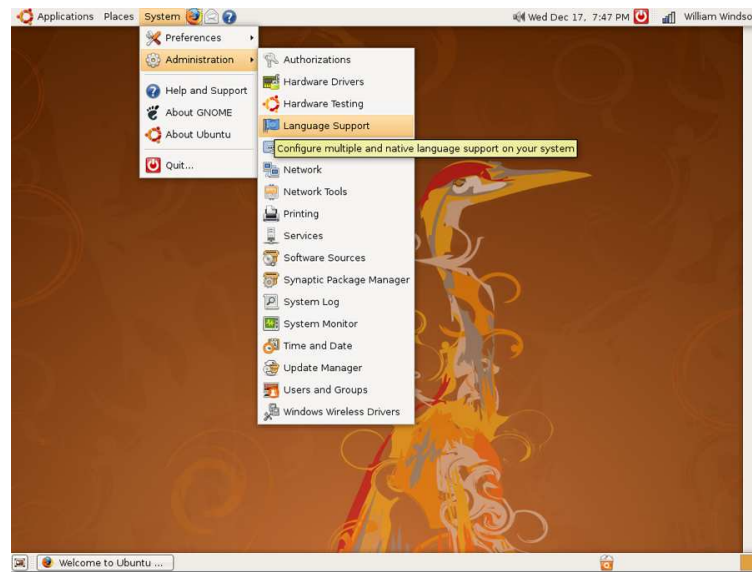 Applications Places System
Wed Dec 17, 7:47 PM
William Windso
Preferences
Administration
Help and Support
About GNOME
About Ubuntu
Quit...
Authorizations
Hardware Drivers
Hardware Testing
Language Support
Configure multiple and native language support on your system
Network
Network Tools
Printing
Services
Software Sources
Synaptic Package Manager
System Log
System Monitor
Time and Date
Update Manager
Users and Groups
Windows Wireless Drivers
Welcome to Ubuntu ...